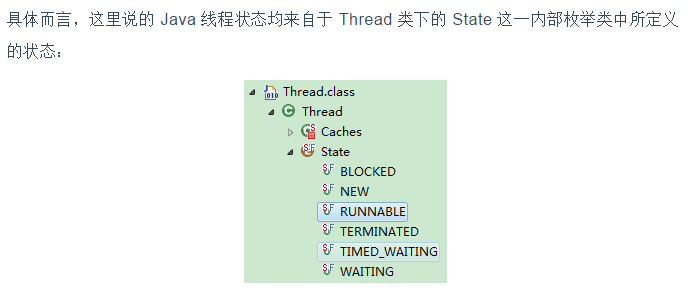 具体而言，这里说的 Java 线程状态均来自于 Thread 类下的 State 这一内部枚举类中所定义
的状态：
Thread.class
Thread
Caches
State
BLOCKED
NEW
RUNNABLE
TERMINATED
TIMED_WAITING
WAITING